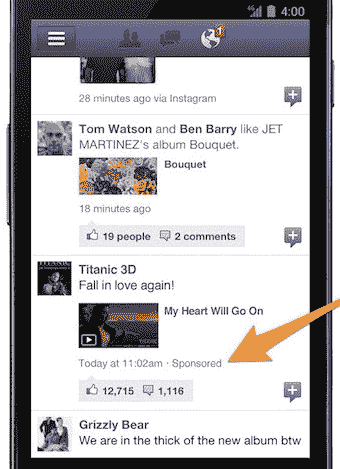 4:00
1
28 minutes ago via Instagram
Tom Watson and Ben Barry like JET
MARTINEZ's album Bouquet.
Bouquet
18 minutes ago
19 people 2 comments
Titanic 3D
Fall in love again!
My Heart Will Go On
Today at 11:02am · Sponsored
12,715 1,116
Grizzly Bear
We are in the thick of the new album btw